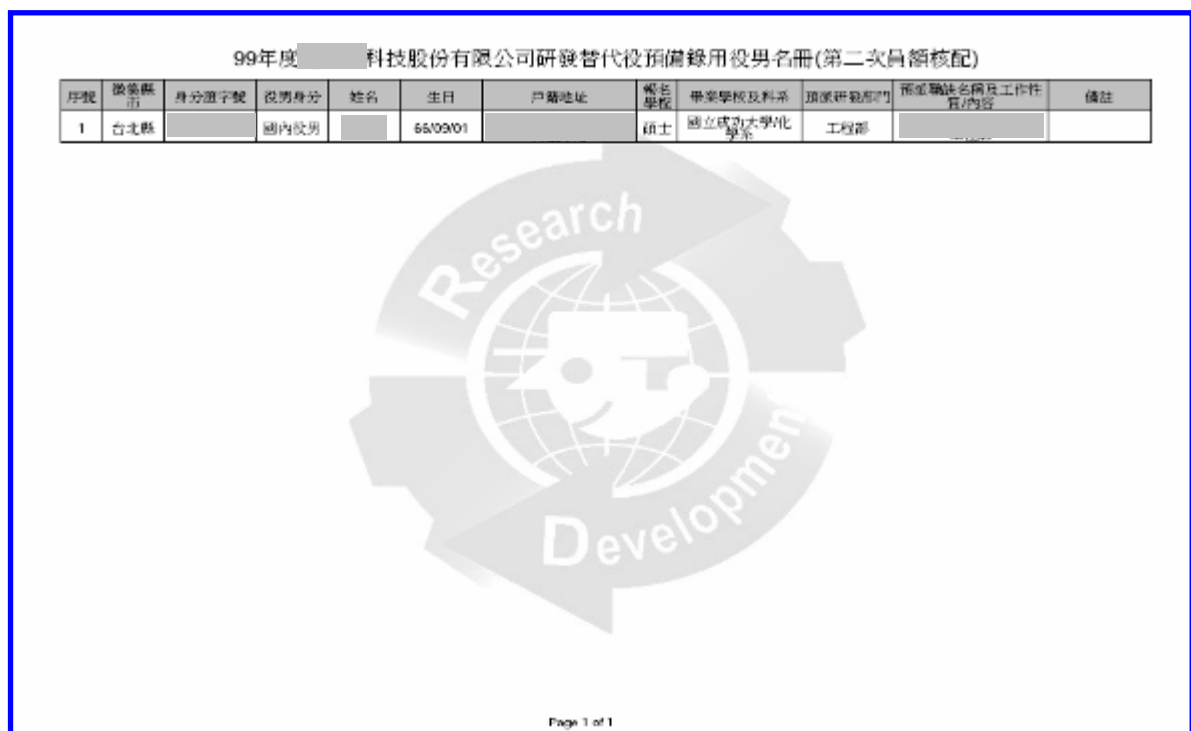 99年度 科技股份有限公司研發替代役預備錄用役男名冊(第二次員額核配)
序號 徵集縣市 身分證字號 役男身分 姓名 生日 戶籍地址 報名學歷 畢業學校及科系 預派研發部門 預派職缺名稱及工作性質/內容 備註
1 台北縣 國內役男 66/09/01 碩士 國立成功大學/化學系 工程部
Research
Development
Page 1 of 1